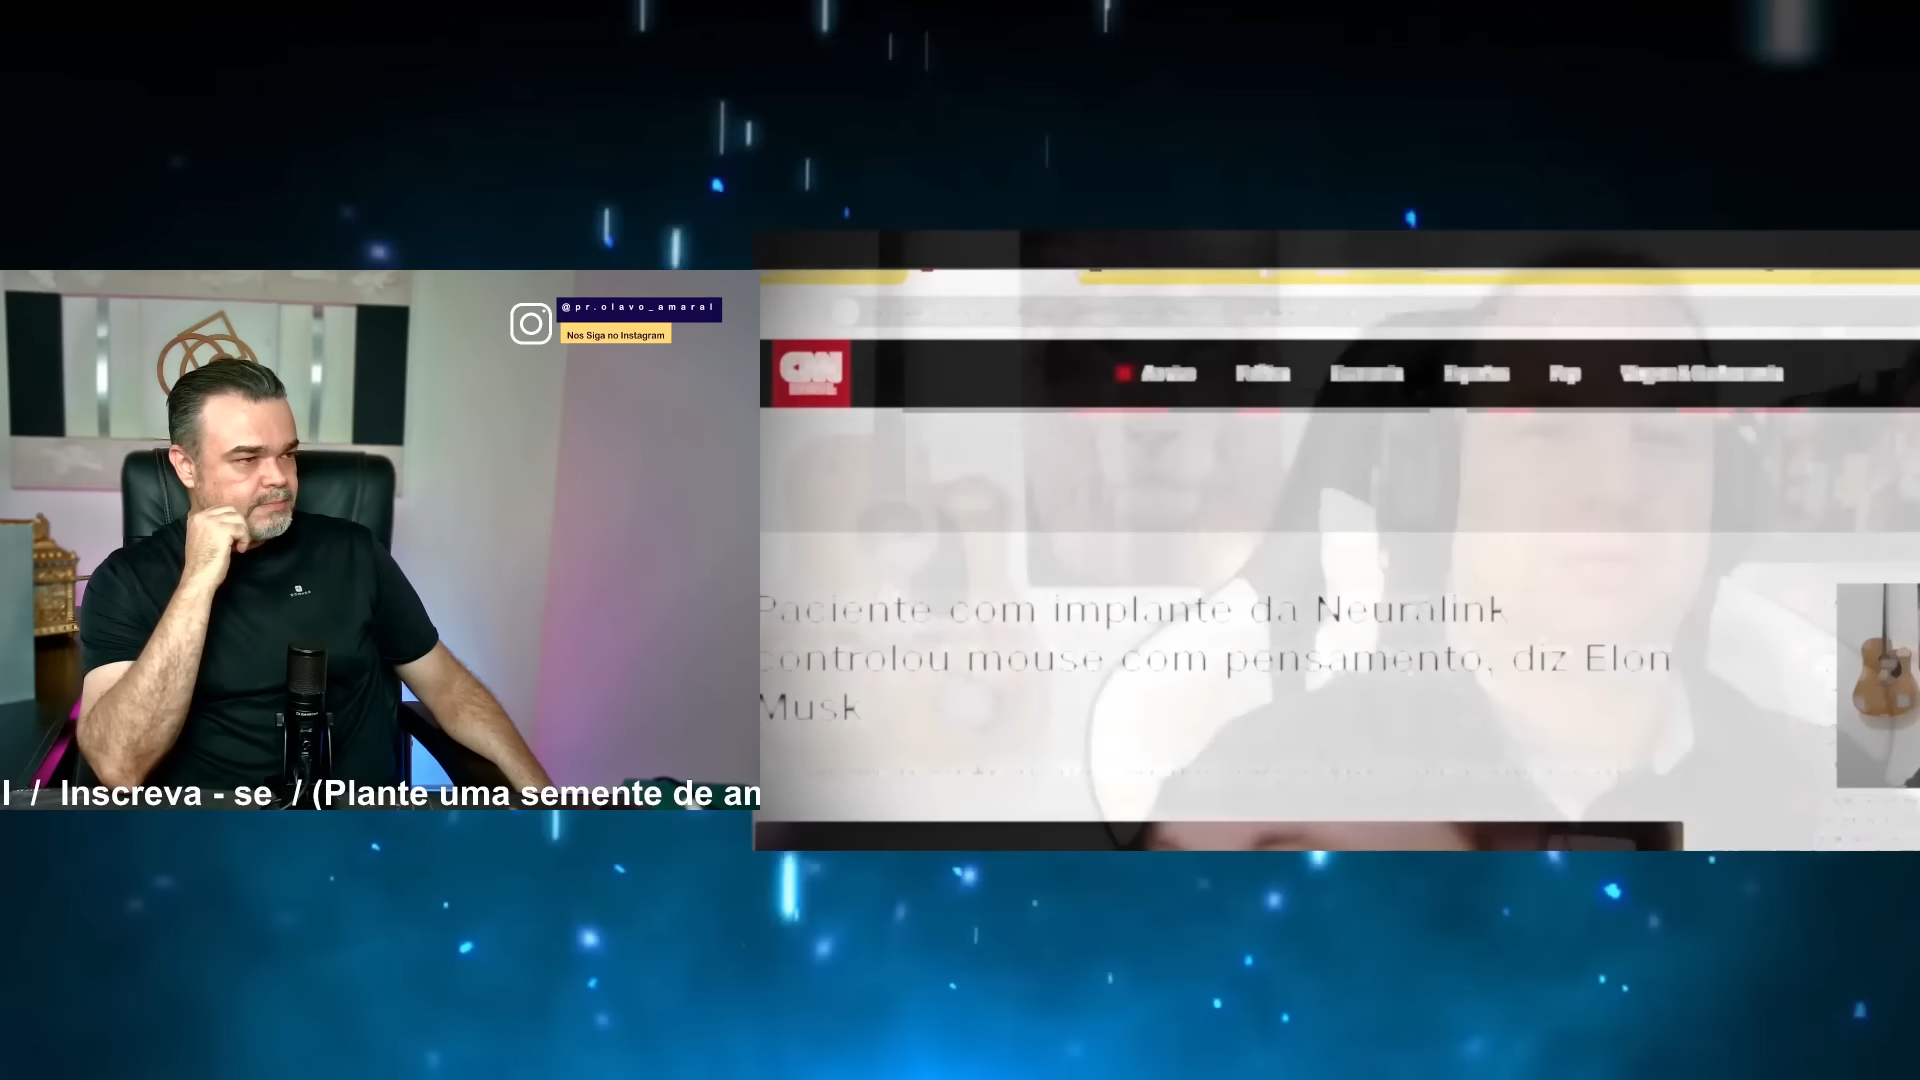 @pr.olavo_amaral
Nos Siga no Instagram
CNN
Paciente com implante da Neuralink
controlou mouse com pensamento, diz Elon
Musk
l / Inscreva - se / (Plante uma semente de am